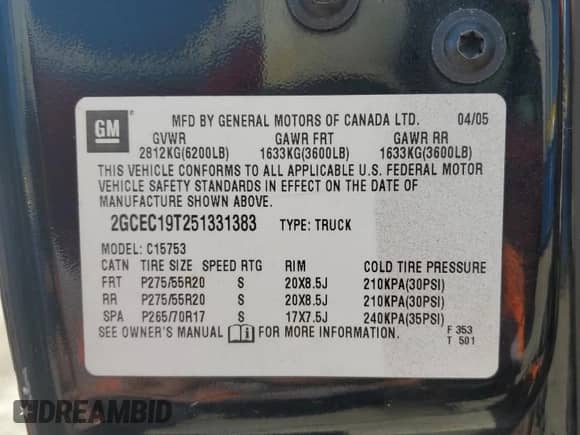 GM
MFD BY GENERAL MOTORS OF CANADA LTD. 04/05
GVWR GAWR FRT GAWR RR
2812KG(6200LB) 1633KG(3600LB) 1633KG(3600LB)
THIS VEHICLE CONFORMS TO ALL APPLICABLE U.S. FEDERAL MOTOR
VEHICLE SAFETY STANDARDS IN EFFECT ON THE DATE OF
MANUFACTURE SHOWN ABOVE.
2GCEC19T251331383 TYPE: TRUCK
MODEL: C15753
CATN TIRE SIZE SPEED RTG RIM COLD TIRE PRESSURE
FRT P275/55R20 S 20X8.5J 210KPA(30PSI)
RR P275/55R20 S 20X8.5J 210KPA(30PSI)
SPA P265/70R17 S 17X7.5J 240KPA(35PSI)
SEE OWNER'S MANUAL FOR MORE INFORMATION. F 353
T 501
DREAMBID